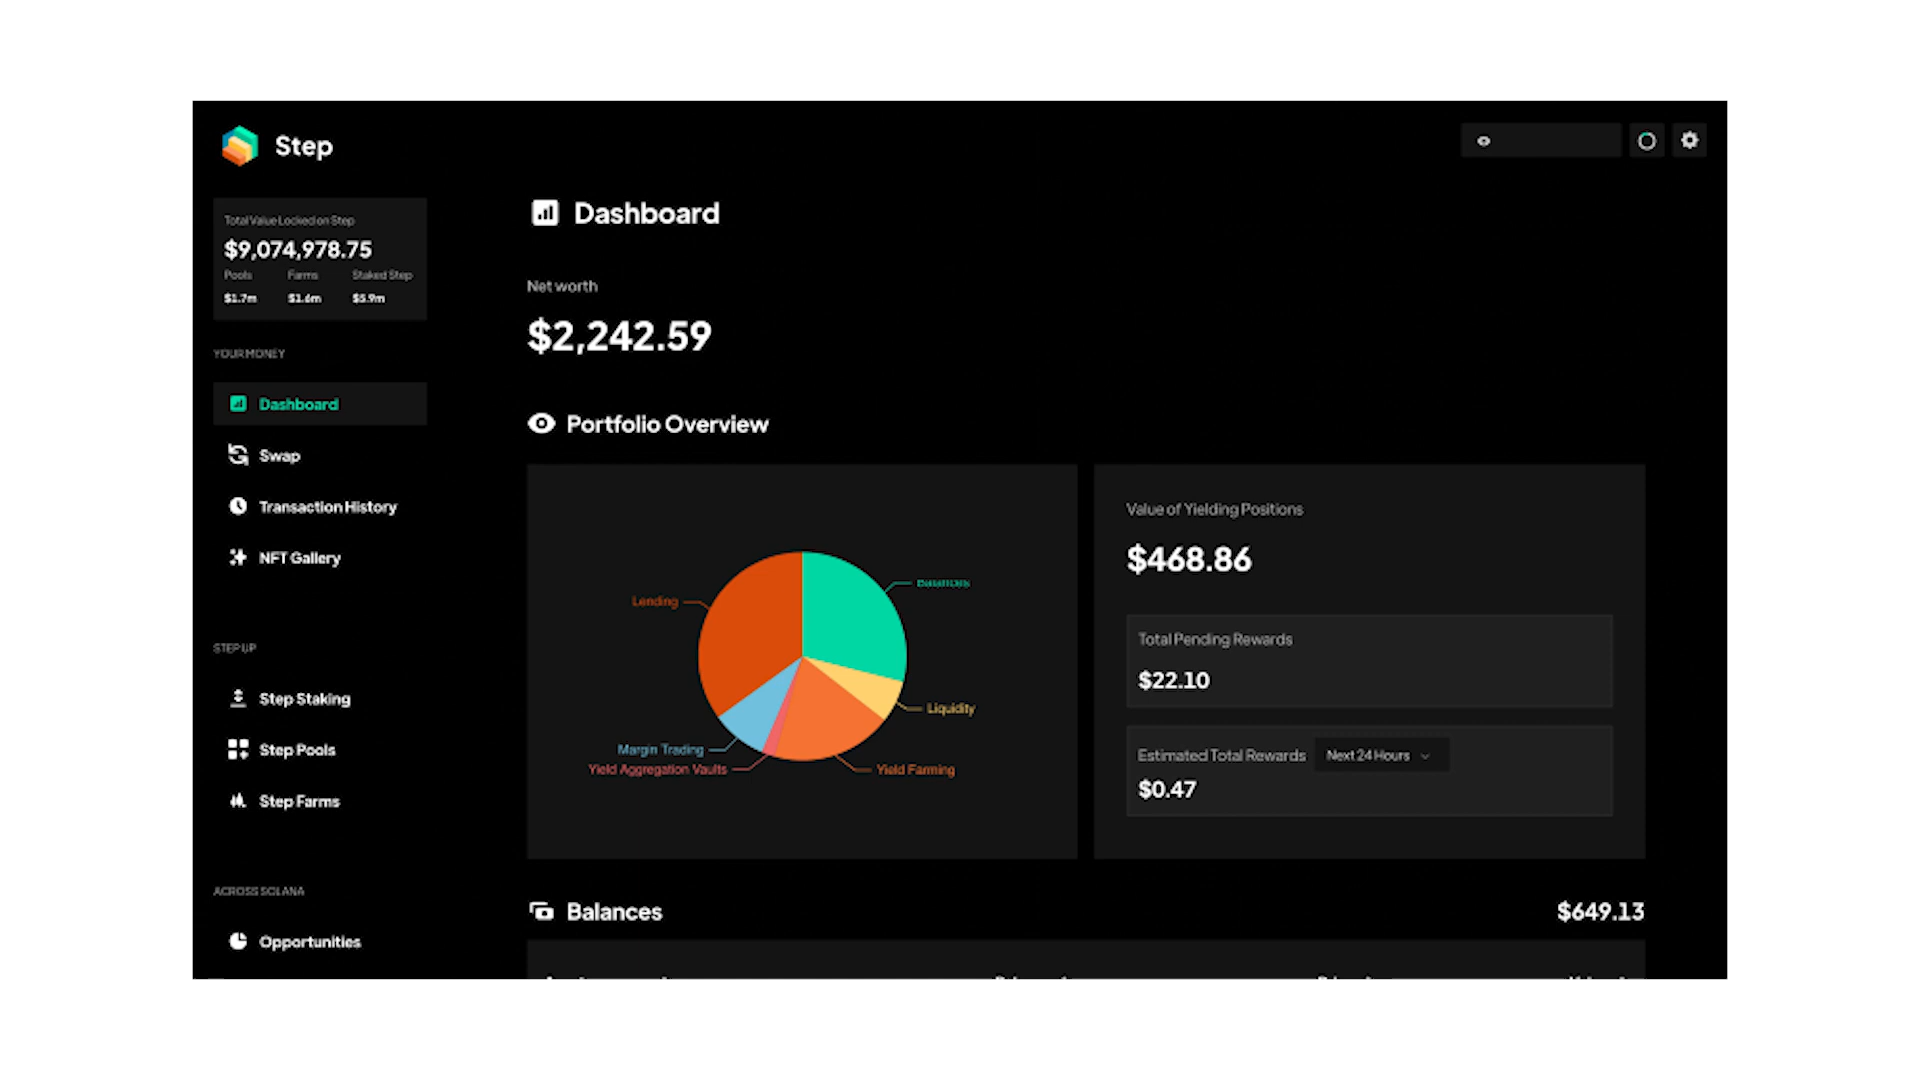 Step
Total Value Locked on Step
$9,074,978.75
Pools Farms Staked Step
$1.7m $1.6m $5.9m
YOUR MONEY
Dashboard
Swap
Transaction History
NFT Gallery
STEP UP
Step Staking
Step Pools
Step Farms
ACROSS SOLANA
Opportunities
Dashboard
Net worth
$2,242.59
Portfolio Overview
Lending
Balances
Liquidity
Margin Trading
Yield Aggregation Vaults
Yield Farming
Value of Yielding Positions
$468.86
Total Pending Rewards
$22.10
Estimated Total Rewards Next 24 Hours
$0.47
Balances $649.13